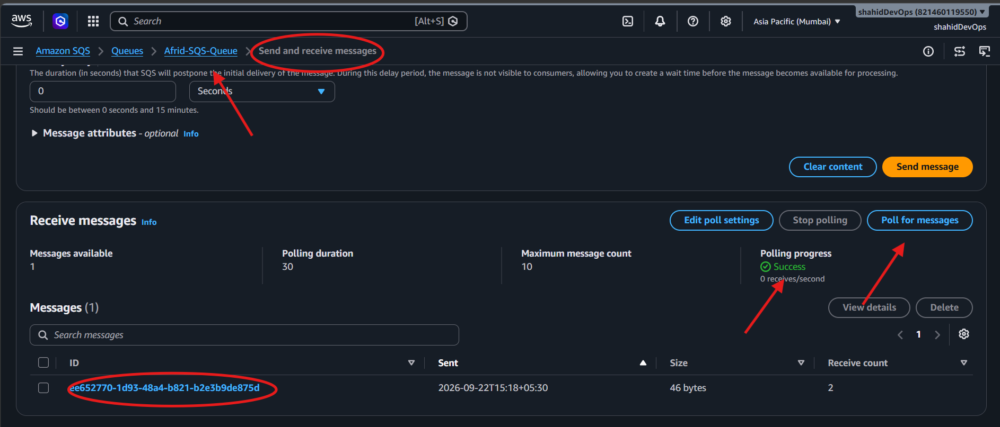 aws
Search
[Alt+S]
Asia Pacific (Mumbai)
shahidDevOps (821460119550)
shahidDevOps
Amazon SQS
Queues
Afrid-SQS-Queue
Send and receive messages
The duration (in seconds) that SQS will postpone the initial delivery of the message. During this delay period, the message is not visible to consumers, allowing you to create a wait time before the message becomes available for processing.
0
Seconds
Should be between 0 seconds and 15 minutes.
Message attributes - optional Info
Clear content
Send message
Receive messages Info
Edit poll settings
Stop polling
Poll for messages
Messages available
1
Polling duration
30
Maximum message count
10
Polling progress
Success
0 receives/second
Messages (1)
View details
Delete
Search messages
1
ID
Sent
Size
Receive count
ee652770-1d93-48a4-b821-b2e3b9de875d
2026-09-22T15:18+05:30
46 bytes
2